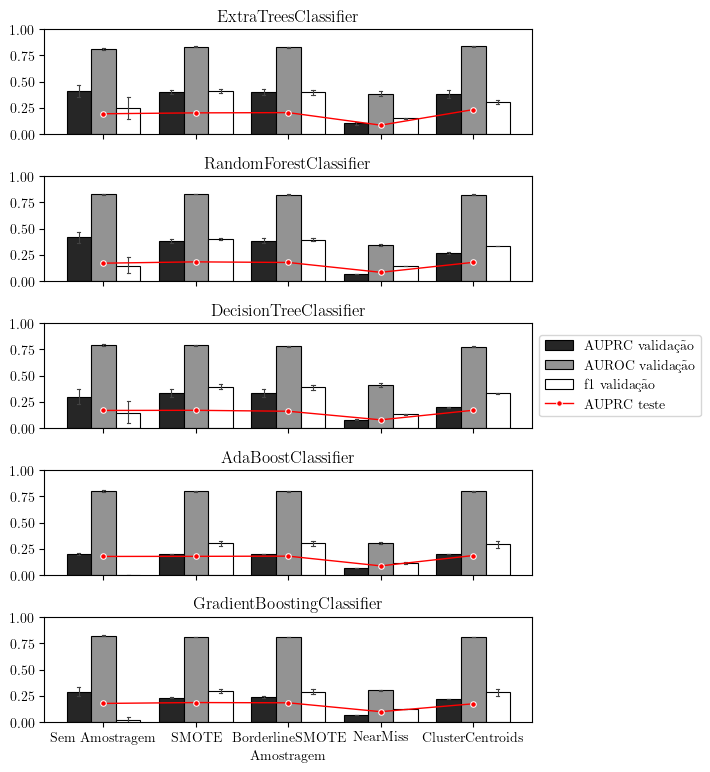 ExtraTreesClassifier
1.00
0.75
0.50
0.25
0.00
RandomForestClassifier
1.00
0.75
0.50
0.25
0.00
DecisionTreeClassifier
1.00
0.75
0.50
0.25
0.00
AUPRC validação
AUROC validação
f1 validação
AUPRC teste
AdaBoostClassifier
1.00
0.75
0.50
0.25
0.00
GradientBoostingClassifier
1.00
0.75
0.50
0.25
0.00
Sem Amostragem SMOTE BorderlineSMOTE NearMiss ClusterCentroids
Amostragem